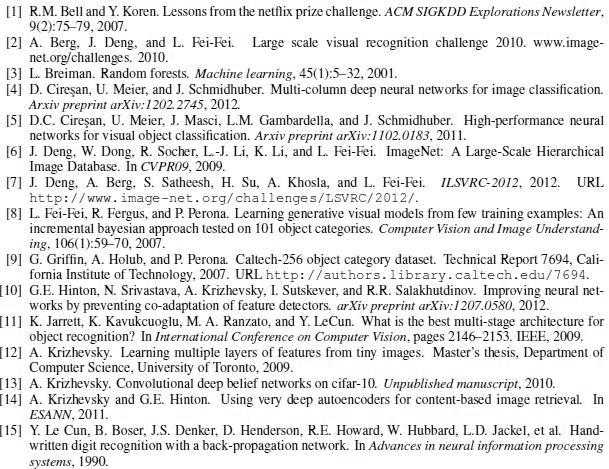 [1] R.M. Bell and Y. Koren. Lessons from the netflix prize challenge. ACM SIGKDD Explorations Newsletter,
9(2):75–79, 2007.
[2] A. Berg, J. Deng, and L. Fei-Fei. Large scale visual recognition challenge 2010. www.image-
net.org/challenges. 2010.
[3] L. Breiman. Random forests. Machine learning, 45(1):5–32, 2001.
[4] D. Cireşan, U. Meier, and J. Schmidhuber. Multi-column deep neural networks for image classification.
Arxiv preprint arXiv:1202.2745, 2012.
[5] D.C. Cireşan, U. Meier, J. Masci, L.M. Gambardella, and J. Schmidhuber. High-performance neural
networks for visual object classification. Arxiv preprint arXiv:1102.0183, 2011.
[6] J. Deng, W. Dong, R. Socher, L.-J. Li, K. Li, and L. Fei-Fei. ImageNet: A Large-Scale Hierarchical
Image Database. In CVPR09, 2009.
[7] J. Deng, A. Berg, S. Satheesh, H. Su, A. Khosla, and L. Fei-Fei. ILSVRC-2012, 2012. URL
http://www.image-net.org/challenges/LSVRC/2012/.
[8] L. Fei-Fei, R. Fergus, and P. Perona. Learning generative visual models from few training examples: An
incremental bayesian approach tested on 101 object categories. Computer Vision and Image Understand-
ing, 106(1):59–70, 2007.
[9] G. Griffin, A. Holub, and P. Perona. Caltech-256 object category dataset. Technical Report 7694, Cali-
fornia Institute of Technology, 2007. URL http://authors.library.caltech.edu/7694.
[10] G.E. Hinton, N. Srivastava, A. Krizhevsky, I. Sutskever, and R.R. Salakhutdinov. Improving neural net-
works by preventing co-adaptation of feature detectors. arXiv preprint arXiv:1207.0580, 2012.
[11] K. Jarrett, K. Kavukcuoglu, M. A. Ranzato, and Y. LeCun. What is the best multi-stage architecture for
object recognition? In International Conference on Computer Vision, pages 2146–2153. IEEE, 2009.
[12] A. Krizhevsky. Learning multiple layers of features from tiny images. Master's thesis, Department of
Computer Science, University of Toronto, 2009.
[13] A. Krizhevsky. Convolutional deep belief networks on cifar-10. Unpublished manuscript, 2010.
[14] A. Krizhevsky and G.E. Hinton. Using very deep autoencoders for content-based image retrieval. In
ESANN, 2011.
[15] Y. Le Cun, B. Boser, J.S. Denker, D. Henderson, R.E. Howard, W. Hubbard, L.D. Jackel, et al. Hand-
written digit recognition with a back-propagation network. In Advances in neural information processing
systems, 1990.